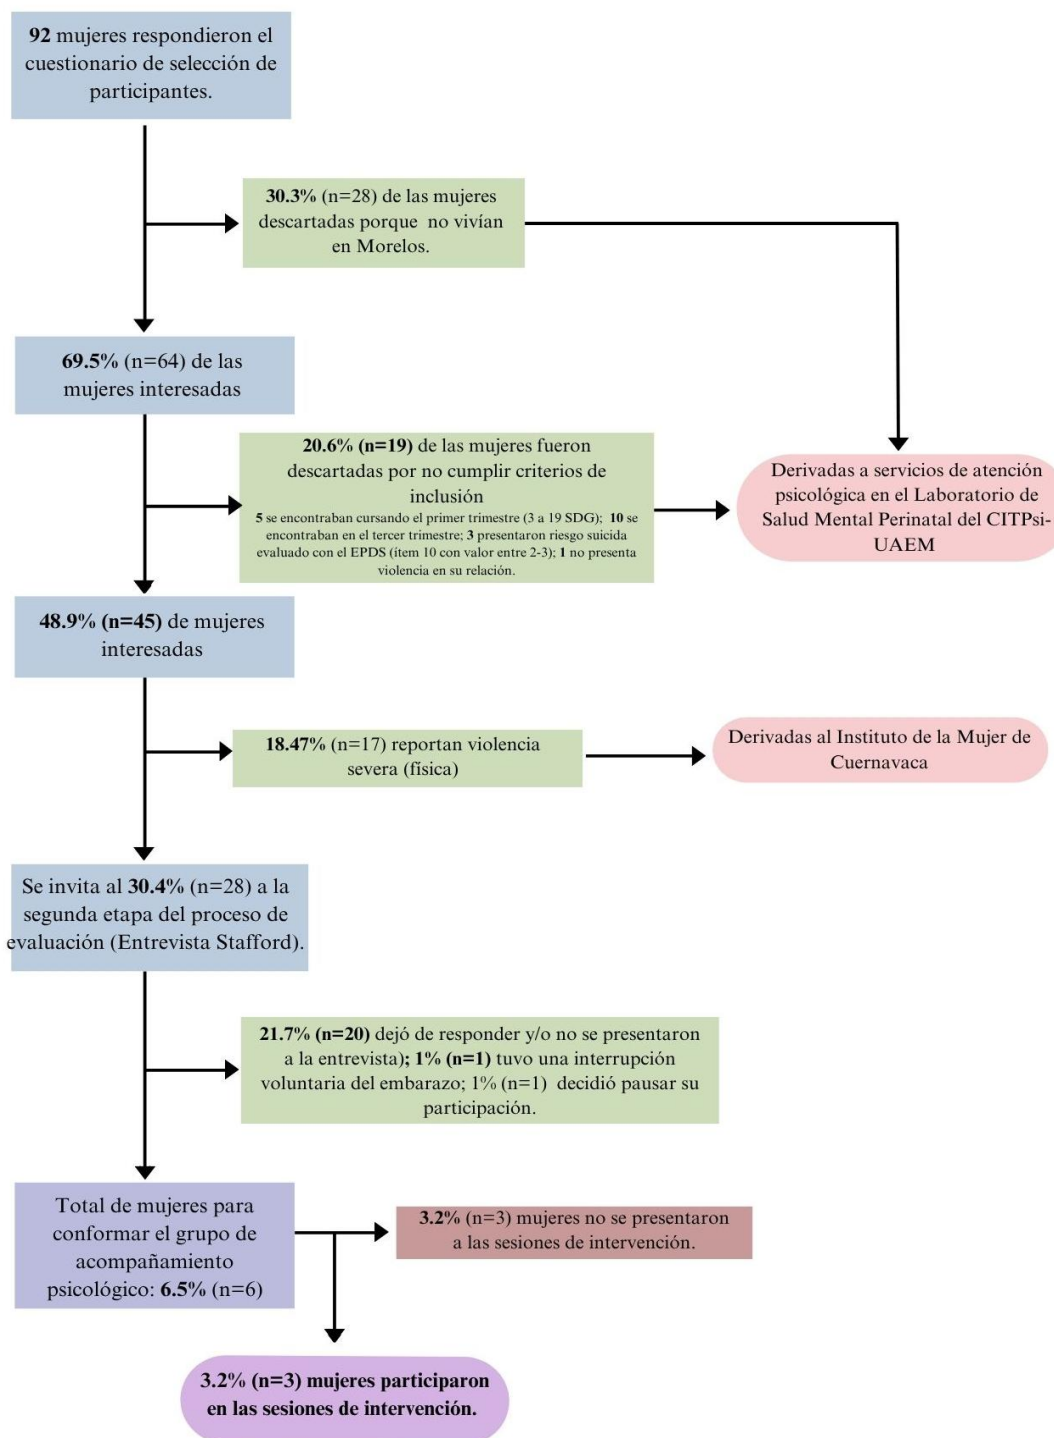 92 mujeres respondieron el
cuestionario de selección de
participantes.
30.3% (n=28) de las mujeres
descartadas porque no vivían
en Morelos.
69.5% (n=64) de las
mujeres interesadas
20.6% (n=19) de las mujeres fueron
descartadas por no cumplir criterios de
inclusión
5 se encontraban cursando el primer trimestre (3 a 19 SDG); 10 se
encontraban en el tercer trimestre; 3 presentaron riesgo suicida
evaluado con el EPDS (ítem 10 con valor entre 2-3); 1 no presenta
violencia en su relación.
Derivadas a servicios de atención
psicológica en el Laboratorio de
Salud Mental Perinatal del CITPsi-
UAEM
48.9% (n=45) de mujeres
interesadas
18.47% (n=17) reportan violencia
severa (física)
Derivadas al Instituto de la Mujer de
Cuernavaca
Se invita al 30.4% (n=28) a la
segunda etapa del proceso de
evaluación (Entrevista Stafford).
21.7% (n=20) dejó de responder y/o no se presentaron
a la entrevista); 1% (n=1) tuvo una interrupción
voluntaria del embarazo; 1% (n=1) decidió pausar su
participación.
Total de mujeres para
conformar el grupo de
acompañamiento
psicológico: 6.5% (n=6)
3.2% (n=3) mujeres no se presentaron
a las sesiones de intervención.
3.2% (n=3) mujeres participaron
en las sesiones de intervención.